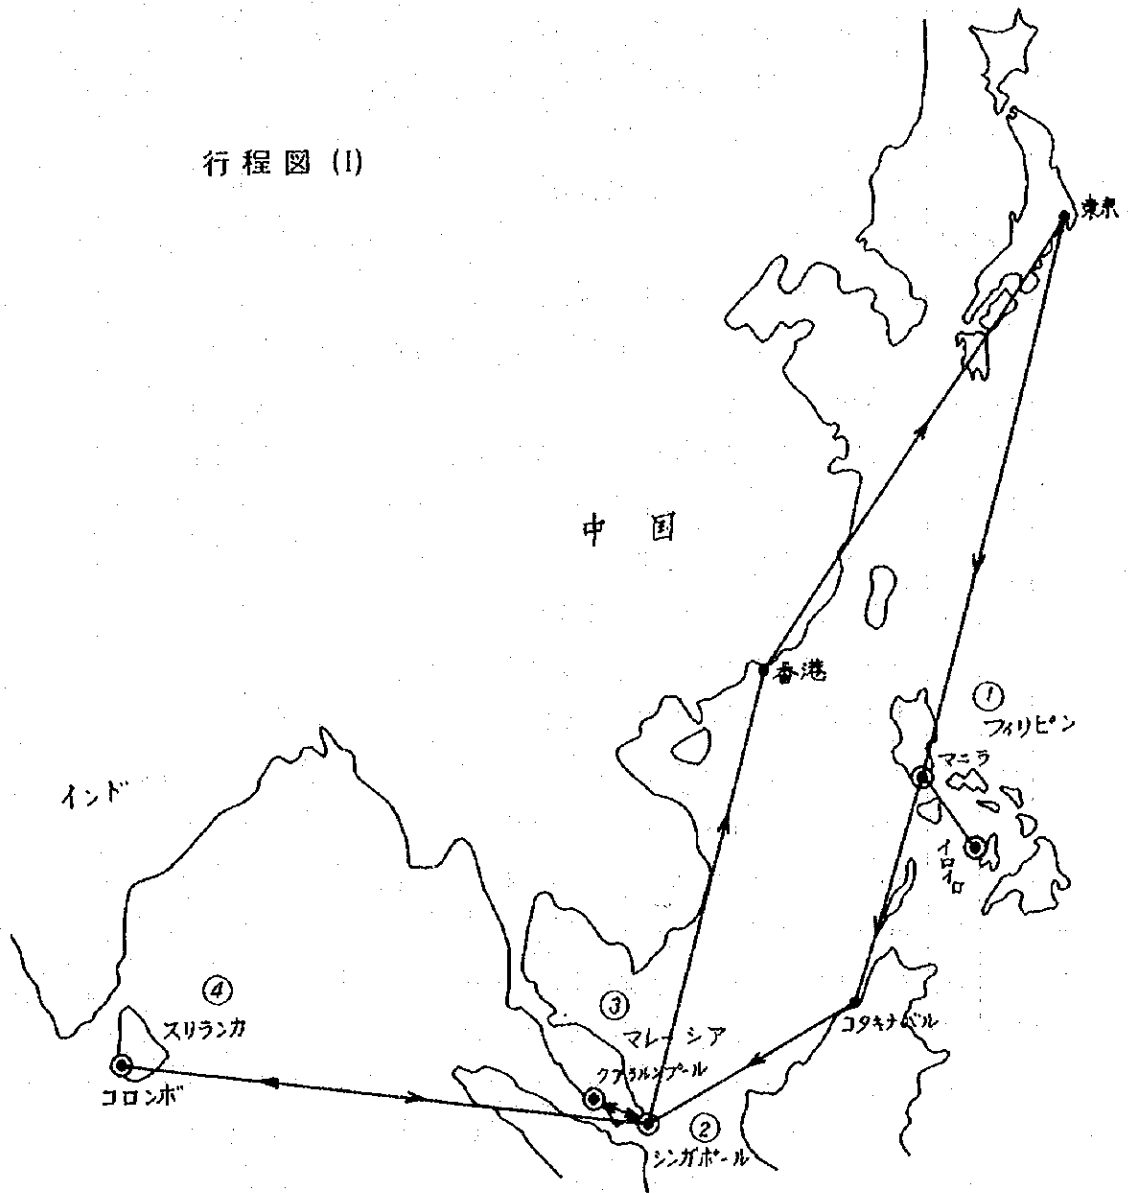 行程図 (1)
東京
中国
香港
①
フィリピン
マニラ
インド
イロイロ
④
スリランカ
③
マレーシア
コタキナバル
クアラルンプール
コロンボ
②
シンガポール